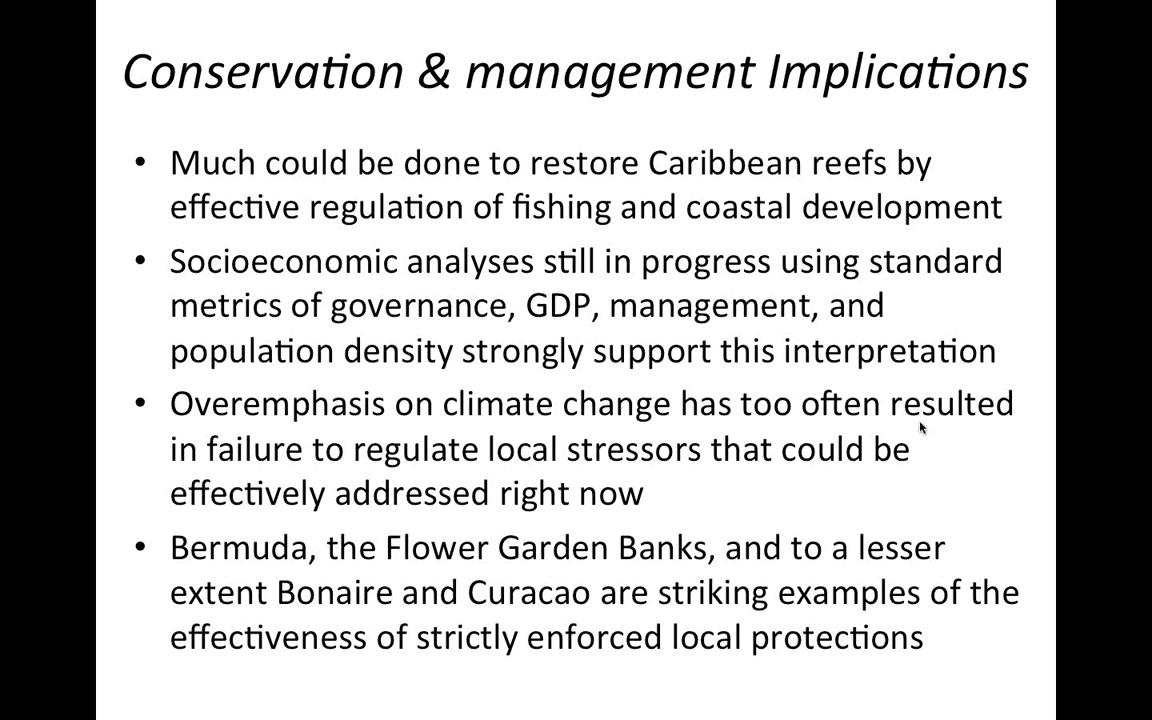 Conservation & management Implications
• Much could be done to restore Caribbean reefs by
effective regulation of fishing and coastal development
• Socioeconomic analyses still in progress using standard
metrics of governance, GDP, management, and
population density strongly support this interpretation
• Overemphasis on climate change has too often resulted
in failure to regulate local stressors that could be
effectively addressed right now
• Bermuda, the Flower Garden Banks, and to a lesser
extent Bonaire and Curacao are striking examples of the
effectiveness of strictly enforced local protections